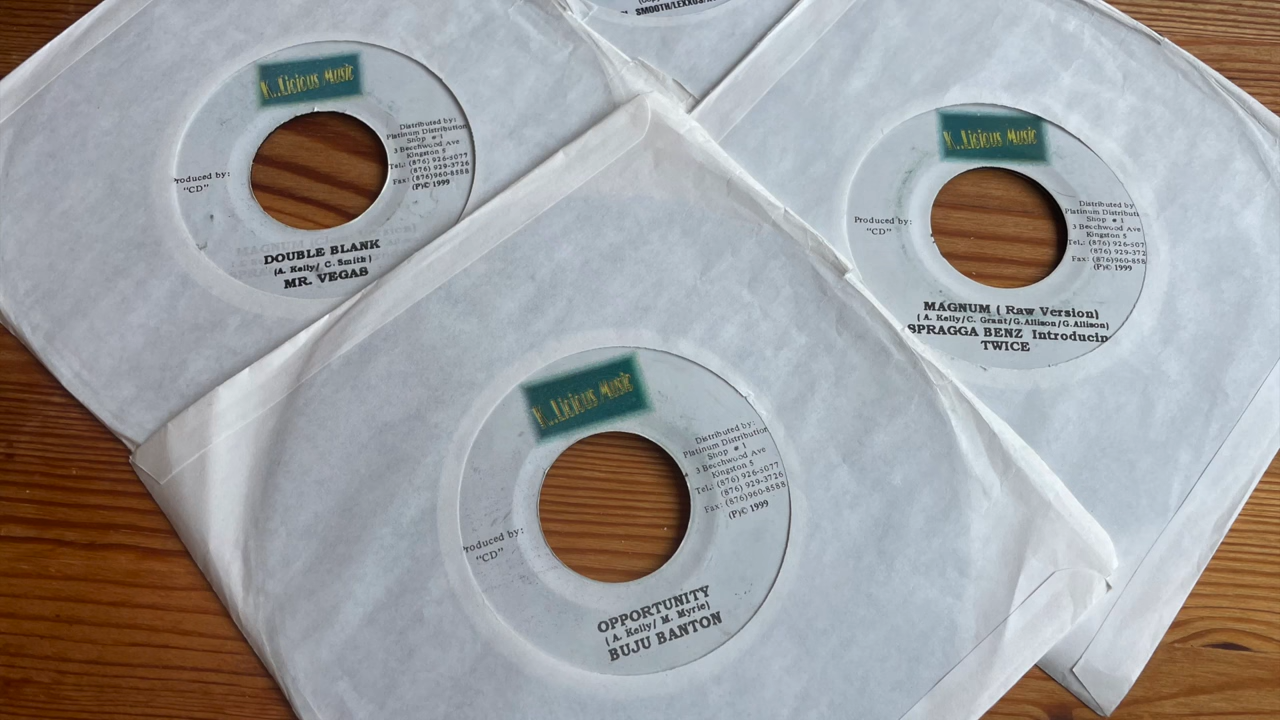 SMOOTH/LEXXUS/
K..Licious Music
Distributed by:
Platinum Distribution
Shop # 1
3 Beechwood Ave
Kingston 5
Tel.: (876) 926-5077
(876) 929-3726
Fax: (876)960-8588
(P)© 1999
Produced by:
"CD"
DOUBLE BLANK
(A. Kelly/ C. Smith)
MR. VEGAS
K..Licious Music
Distributed by
Platinum Distributi
Shop # 1
3 Beechwood Ave
Kingston 5
Tel.: (876) 926-507
(876) 929-372
Fax: (876)960-858
(P)© 1999
Produced by:
"CD"
MAGNUM ( Raw Version)
( A. Kelly/C. Grant/G.Allison/G.Allison)
SPRAGGA BENZ Introducin
TWICE
K..Licious Music
Distributed by:
Platinum Distribution
Shop # 1
3 Beechwood Ave
Kingston 5
Tel.: (876) 926-5077
(876) 929-3726
Fax: (876)960-8588
(P)© 1999
Produced by:
"CD"
OPPORTUNITY
( A. Kelly/ M. Myrie)
BUJU BANTON